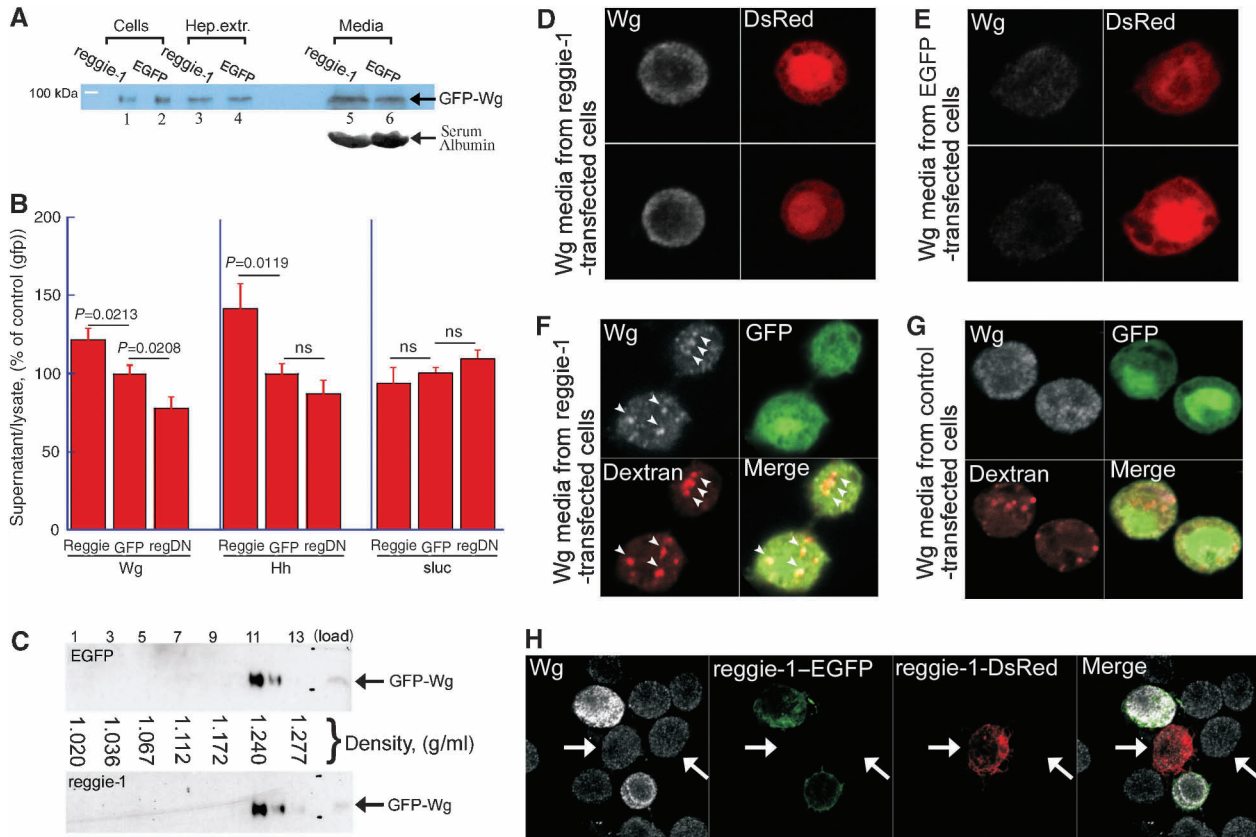 A
Cells Hep.extr. Media
reggie-1 EGFP reggie-1 EGFP reggie-1 EGFP
100 kDa
GFP-Wg
1 2 3 4 5 6
Serum
Albumin
B
Supernatant/lysate, (% of control (gfp))
200
150
100
50
0
P=0.0213
P=0.0208
P=0.0119
ns
ns
ns
Reggie GFP regDN Reggie GFP regDN Reggie GFP regDN
Wg Hh sluc
C
1 3 5 7 9 11 13 (load)
EGFP
GFP-Wg
1.020 1.036 1.067 1.112 1.172 1.240 1.277 Density, (g/ml)
reggie-1
GFP-Wg
D
Wg media from reggie-1
-transfected cells
Wg DsRed
E
Wg media from EGFP
-transfected cells
Wg DsRed
F
Wg media from reggie-1
-transfected cells
Wg GFP
Dextran Merge
G
Wg media from control
-transfected cells
Wg GFP
Dextran Merge
H
Wg reggie-1–EGFP reggie-1-DsRed Merge